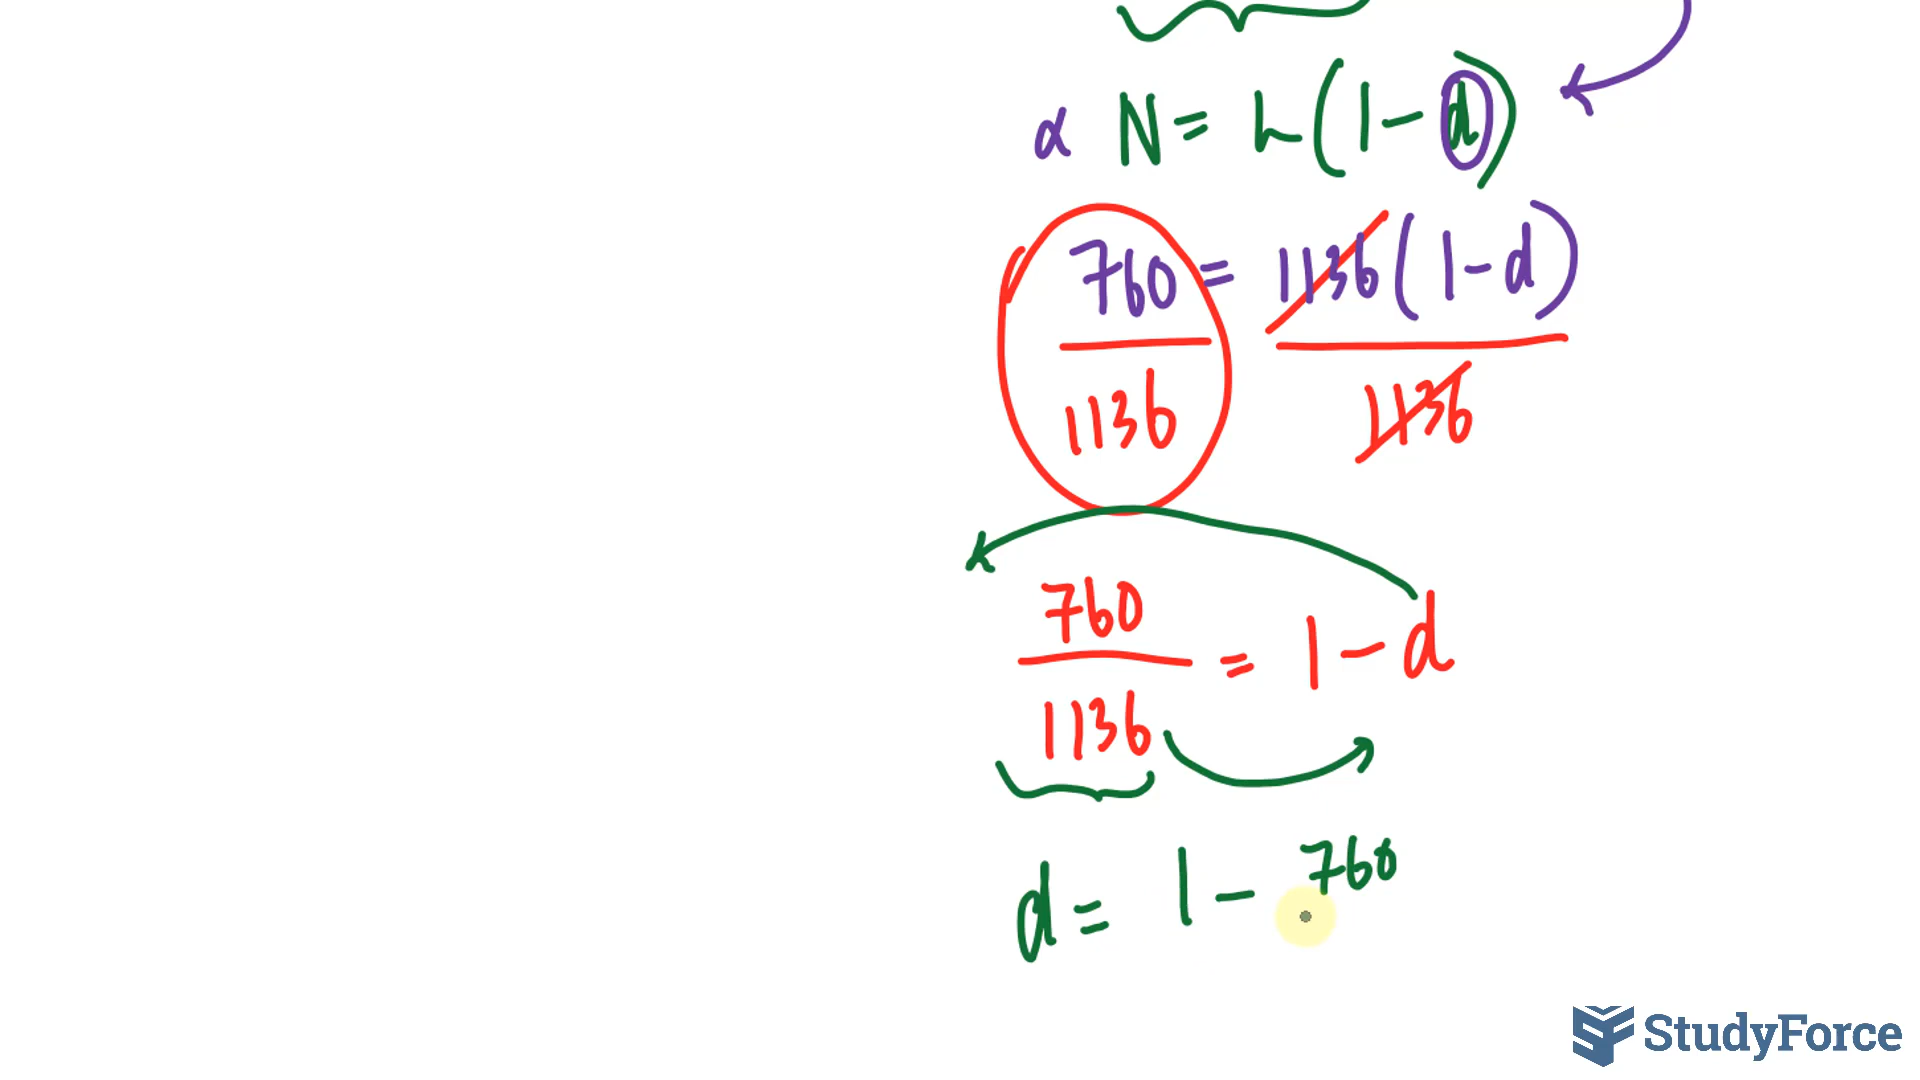 α N = L(1 - d)
760 = 1136(1 - d)
1136 1136
760
1136 = 1 - d
d = 1 - 760
StudyForce